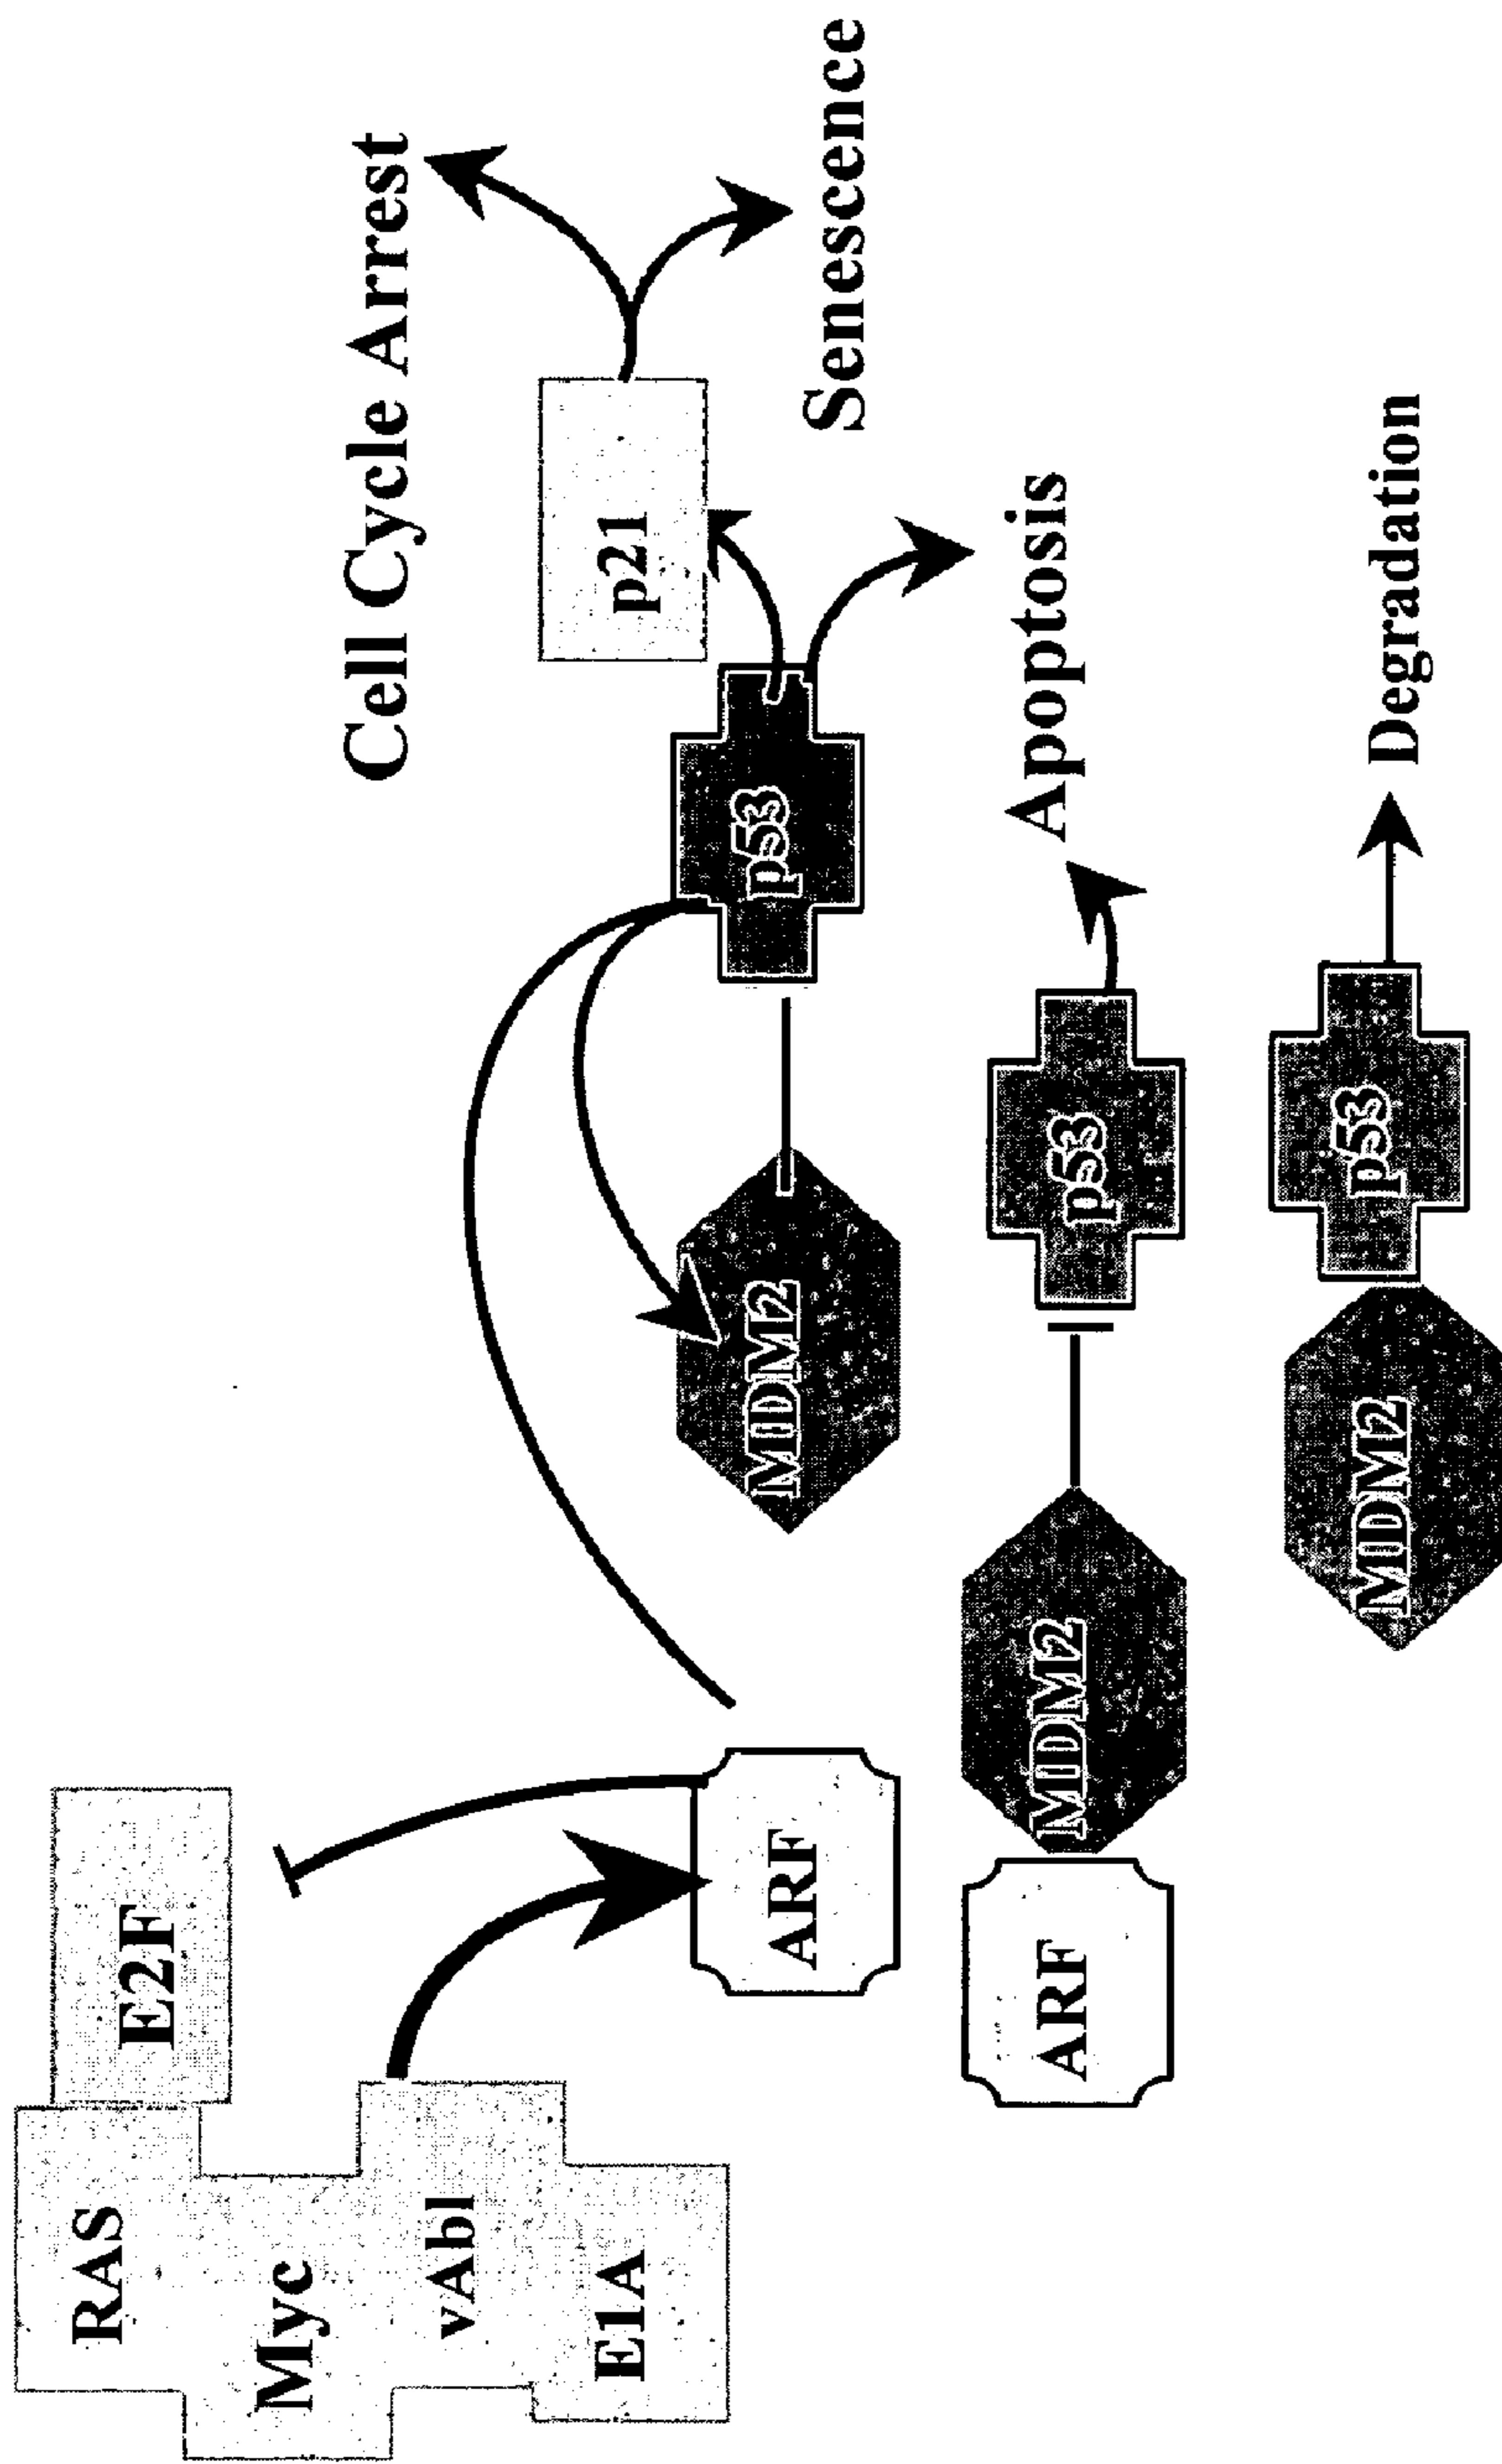 RAS
E2F
Myc
vAbl
E1A
Cell Cycle Arrest
p21
ARF
MDM2
p53
Senescence
ARF
MDM2
p53
Apoptosis
MDM2
p53
Degradation